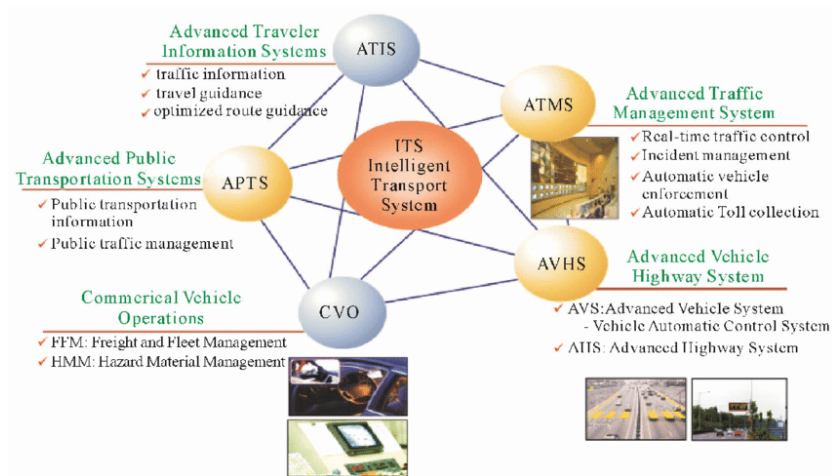 Advanced Traveler
Information Systems
✓ traffic information
✓ travel guidance
✓ optimized route guidance
ATIS
ATMS
Advanced Traffic
Management System
✓ Real-time traffic control
✓ Incident management
✓ Automatic vehicle
enforcement
✓ Automatic Toll collection
ITS
Intelligent
Transport
System
Advanced Public
Transportation Systems
✓ Public transportation
information
✓ Public traffic management
APTS
AVHS
Advanced Vehicle
Highway System
✓ AVS:Advanced Vehicle System
- Vehicle Automatic Control System
✓ AHS: Advanced Highway System
Commerical Vehicle
Operations
✓ FFM: Freight and Fleet Management
✓ HMM: Hazard Material Management
CVO